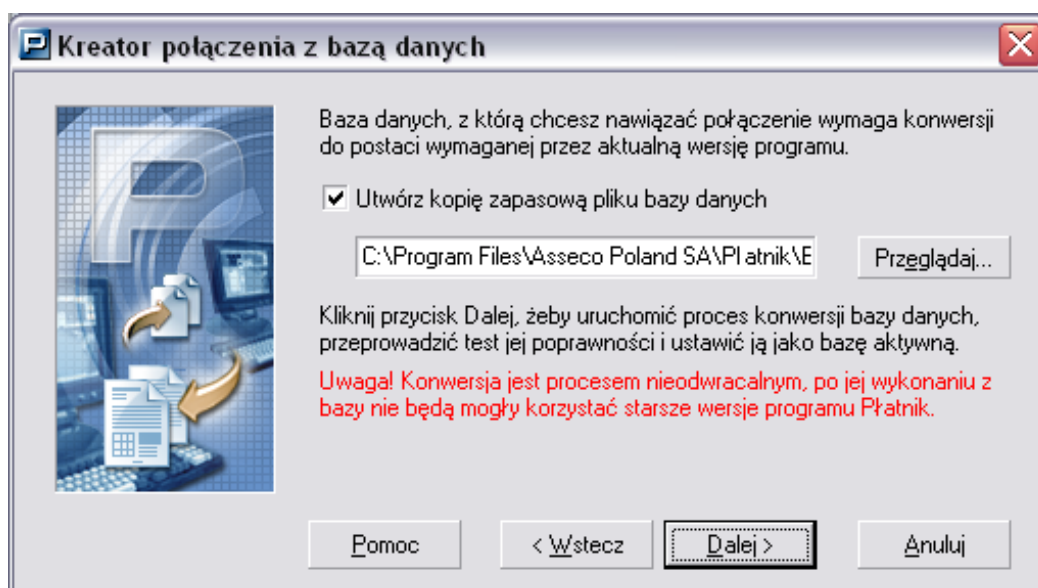 Kreator połączenia z bazą danych
Baza danych, z którą chcesz nawiązać połączenie wymaga konwersji
do postaci wymaganej przez aktualną wersję programu.
Utwórz kopię zapasową pliku bazy danych
C:\Program Files\Asseco Poland SA\Płatnik\B
Przeglądaj...
Kliknij przycisk Dalej, żeby uruchomić proces konwersji bazy danych,
przeprowadzić test jej poprawności i ustawić ją jako bazę aktywną.
Uwaga! Konwersja jest procesem nieodwracalnym, po jej wykonaniu z
bazy nie będą mogły korzystać starsze wersje programu Płatnik.
Pomoc
< Wstecz
Dalej >
Anuluj